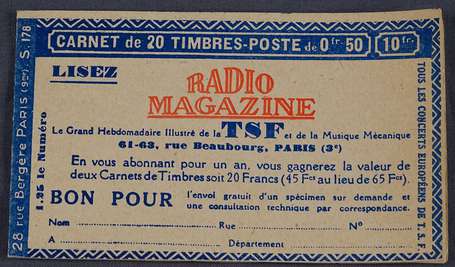 CARNET DE 20 TIMBRES-POSTE de 0fr.50
10fr.
LISEZ
RADIO
MAGAZINE
Le Grand Hebdomadaire Illustré de la TSF et de la Musique Mécanique
61-63, rue Beaubourg, PARIS (3e)
En vous abonnant pour un an, vous gagnerez la valeur de
deux Carnets de Timbres soit 20 Francs (45 Fcs au lieu de 65 Fcs).
BON POUR l'envoi gratuit d'un spécimen sur demande et
une consultation technique par correspondance.
Nom Rue No
A Département
28 rue Bergère PARIS (9me) S. 178
1.25 le Numéro
TOUS LES CONCERTS EUROPÉENS DE T.S.F.